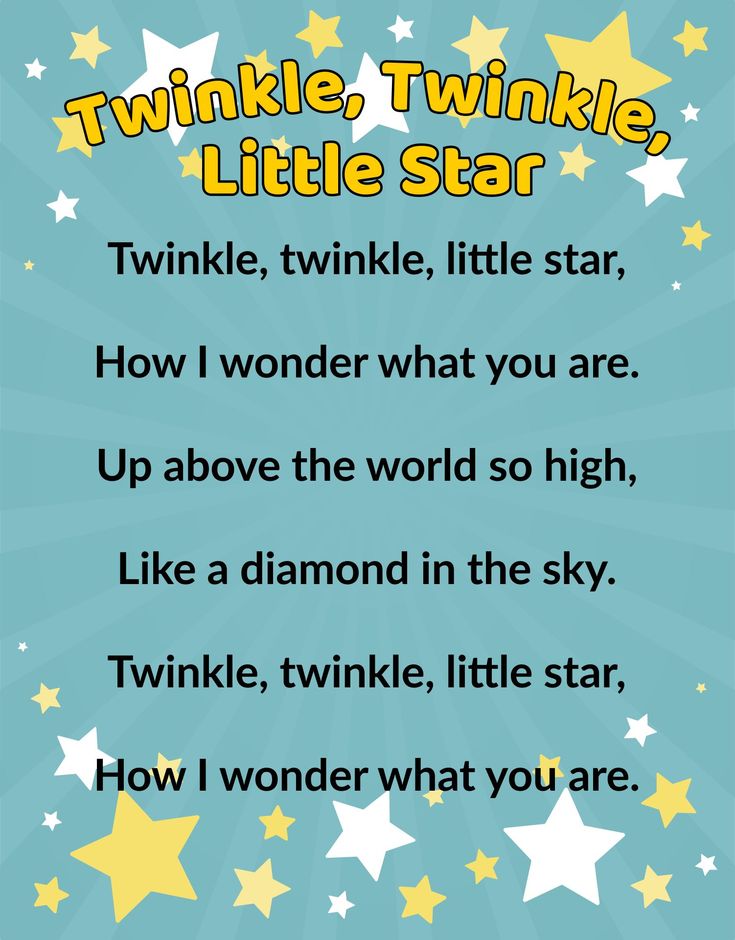 Twinkle, Twinkle,
Little Star
Twinkle, twinkle, little star,
How I wonder what you are.
Up above the world so high,
Like a diamond in the sky.
Twinkle, twinkle, little star,
How I wonder what you are.